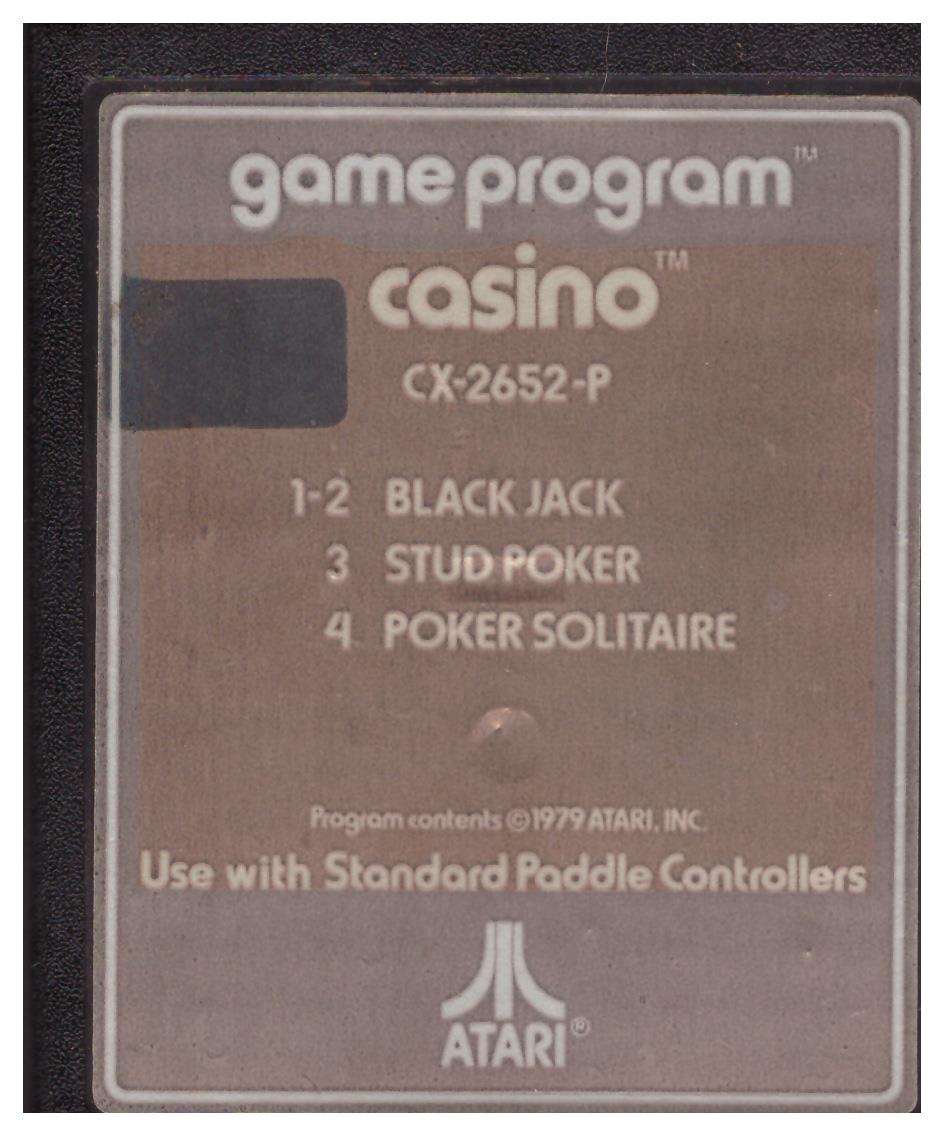 game program™
casino™
CX-2652-P
1-2 BLACK JACK
3 STUD POKER
4 POKER SOLITAIRE
Program contents ©1979 ATARI, INC.
Use with Standard Paddle Controllers
ATARI®